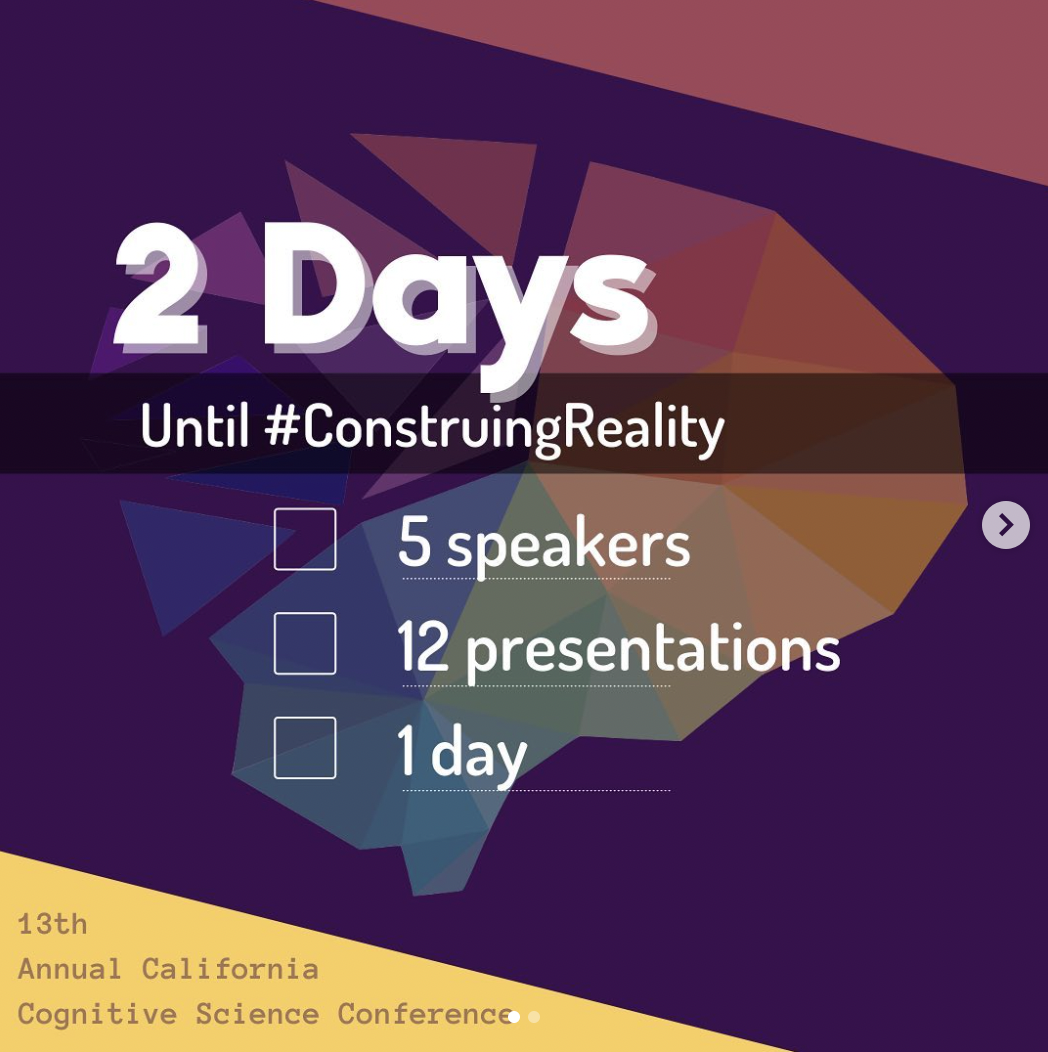 2 Days
Until #ConstruingReality
5 speakers
12 presentations
1 day
13th
Annual California
Cognitive Science Conference